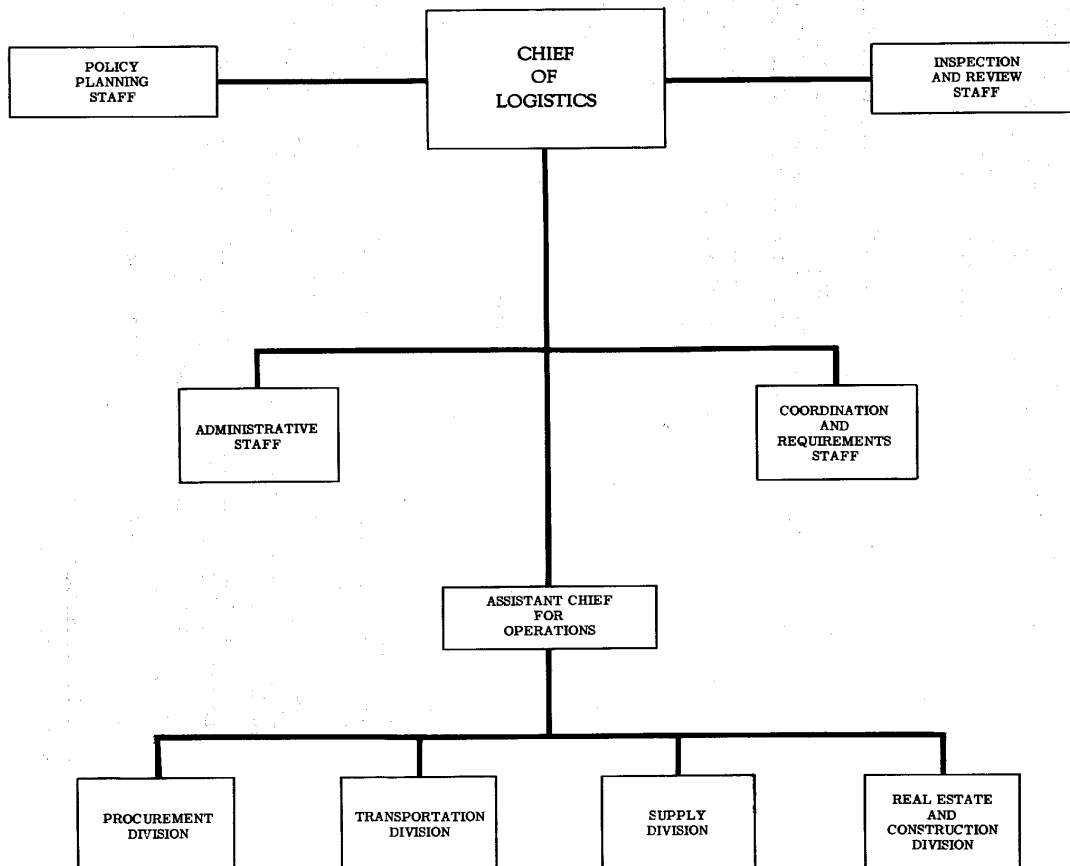 POLICY
PLANNING
STAFF
CHIEF
OF
LOGISTICS
INSPECTION
AND REVIEW
STAFF
ADMINISTRATIVE
STAFF
COORDINATION
AND
REQUIREMENTS
STAFF
ASSISTANT CHIEF
FOR
OPERATIONS
PROCUREMENT
DIVISION
TRANSPORTATION
DIVISION
SUPPLY
DIVISION
REAL ESTATE
AND
CONSTRUCTION
DIVISION